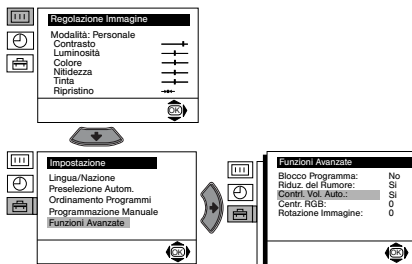 Regolazione Immagine
Modalità: Personale
Contrasto
Luminosità
Colore
Nitidezza
Tinta
Ripristino
OK
Impostazione
Lingua/Nazione
Preselezione Autom.
Ordinamento Programmi
Programmazione Manuale
Funzioni Avanzate
OK
Funzioni Avanzate
Blocco Programma: No
Riduz. del Rumore: Si
Contrl. Vol. Auto.: Si
Centr. RGB: 0
Rotazione Immagine: 0
OK